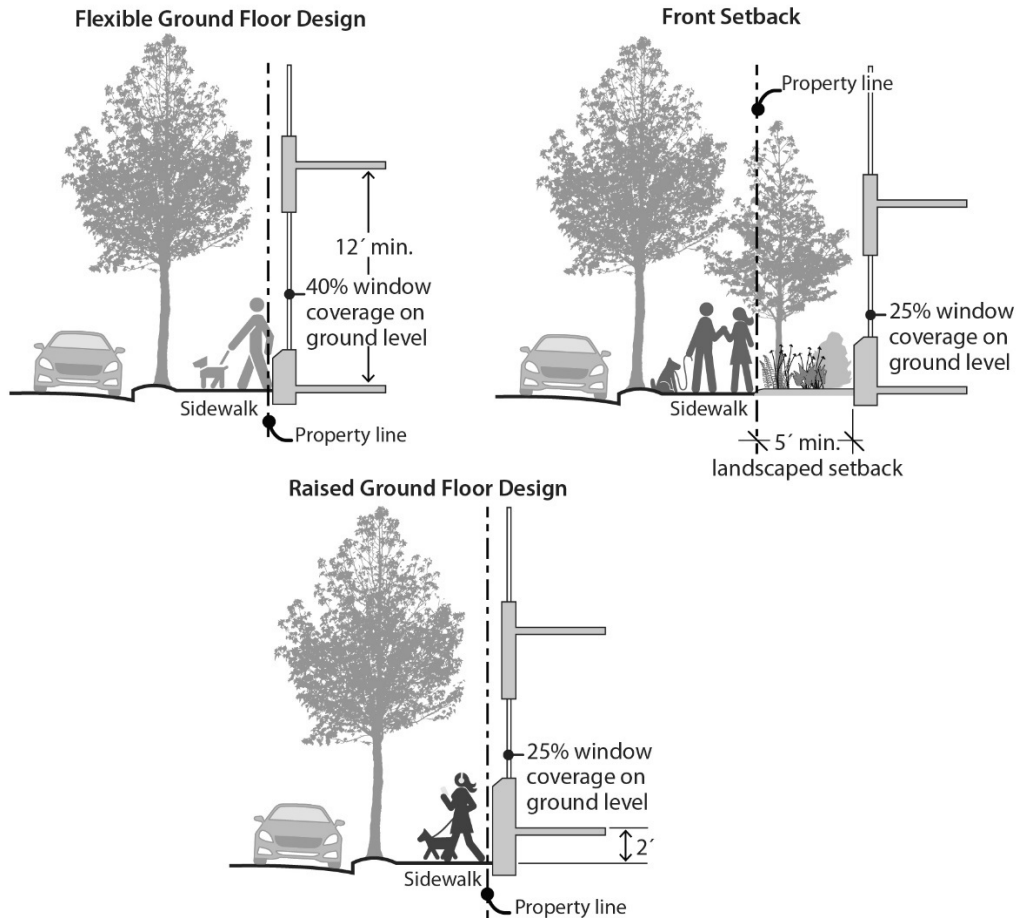 Flexible Ground Floor Design
12´ min.
40% window
coverage on
ground level
Sidewalk
Property line
Front Setback
Property line
25% window
coverage on
ground level
Sidewalk
5´ min.
landscaped setback
Raised Ground Floor Design
25% window
coverage on
ground level
2´
Sidewalk
Property line